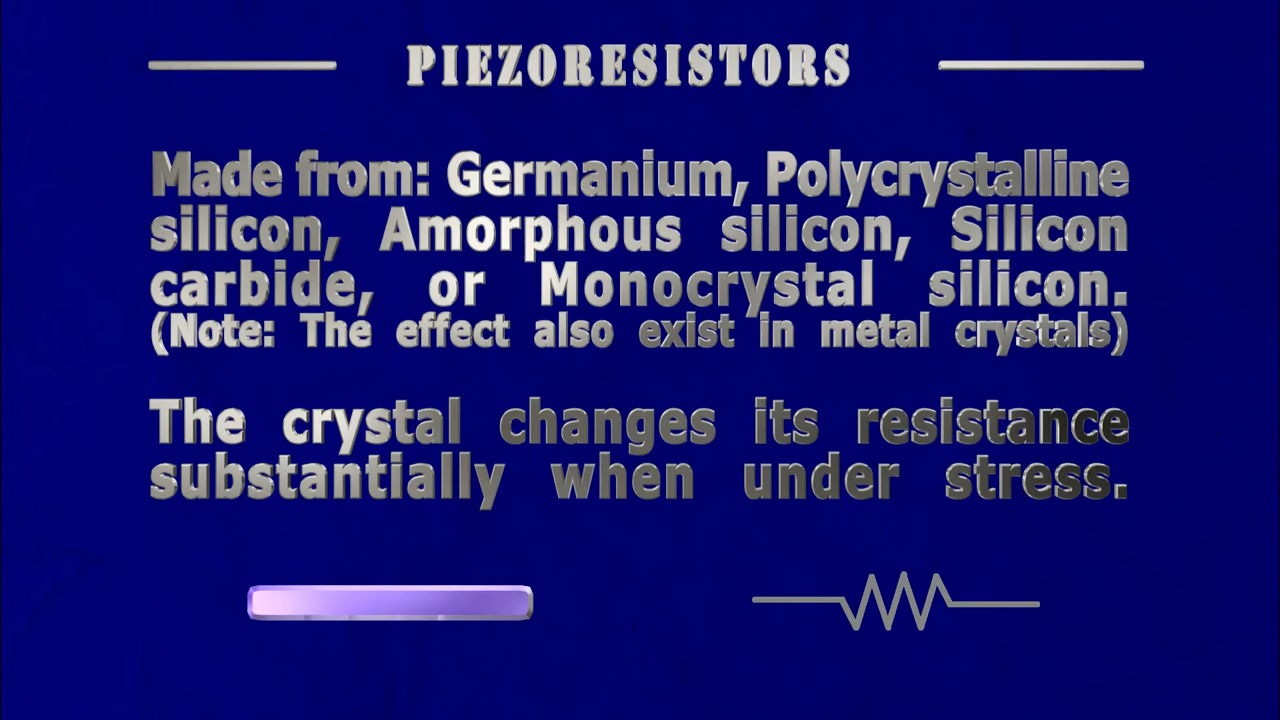 PIEZORESISTORS
Made from: Germanium, Polycrystalline
silicon, Amorphous silicon, Silicon
carbide, or Monocrystal silicon.
(Note: The effect also exist in metal crystals)
The crystal changes its resistance
substantially when under stress.